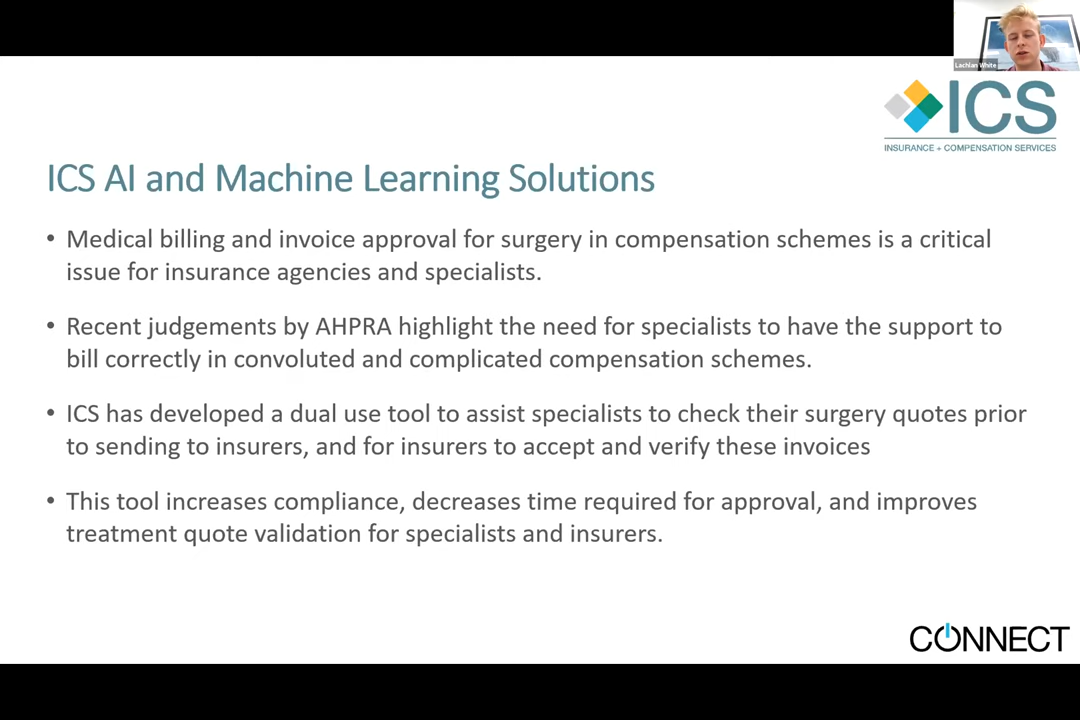 Lachlan White
ICS
INSURANCE + COMPENSATION SERVICES
ICS AI and Machine Learning Solutions
• Medical billing and invoice approval for surgery in compensation schemes is a critical
issue for insurance agencies and specialists.
• Recent judgements by AHPRA highlight the need for specialists to have the support to
bill correctly in convoluted and complicated compensation schemes.
• ICS has developed a dual use tool to assist specialists to check their surgery quotes prior
to sending to insurers, and for insurers to accept and verify these invoices
• This tool increases compliance, decreases time required for approval, and improves
treatment quote validation for specialists and insurers.
CONNECT